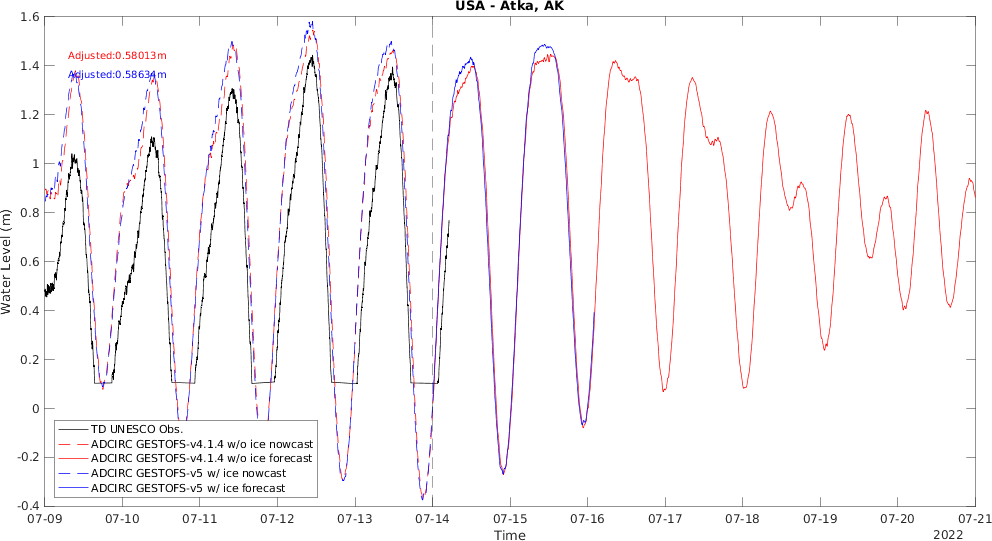 USA - Atka, AK
1.6
1.4
1.2
1
0.8
0.6
0.4
0.2
0
-0.2
-0.4
Water Level (m)
Adjusted:0.58013m
Adjusted:0.58634m
TD UNESCO Obs.
ADCIRC GESTOFS-v4.1.4 w/o ice nowcast
ADCIRC GESTOFS-v4.1.4 w/o ice forecast
ADCIRC GESTOFS-v5 w/ ice nowcast
ADCIRC GESTOFS-v5 w/ ice forecast
07-09 07-10 07-11 07-12 07-13 07-14 07-15 07-16 07-17 07-18 07-19 07-20 07-21
Time
2022